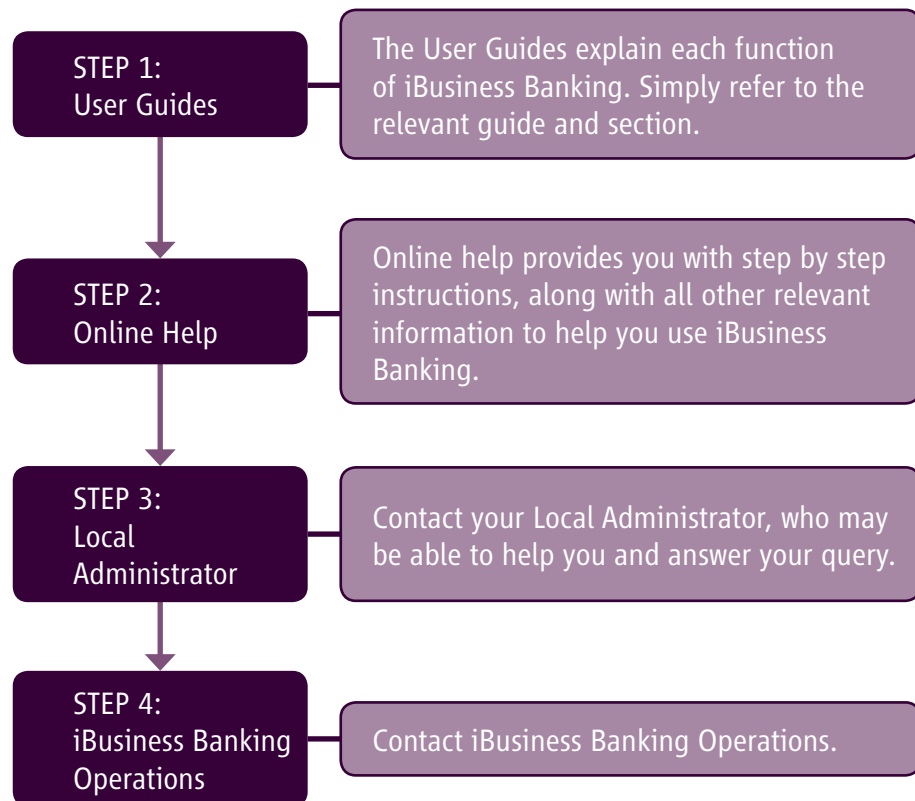 STEP 1:
User Guides
The User Guides explain each function
of iBusiness Banking. Simply refer to the
relevant guide and section.
STEP 2:
Online Help
Online help provides you with step by step
instructions, along with all other relevant
information to help you use iBusiness
Banking.
STEP 3:
Local
Administrator
Contact your Local Administrator, who may
be able to help you and answer your query.
STEP 4:
iBusiness Banking
Operations
Contact iBusiness Banking Operations.